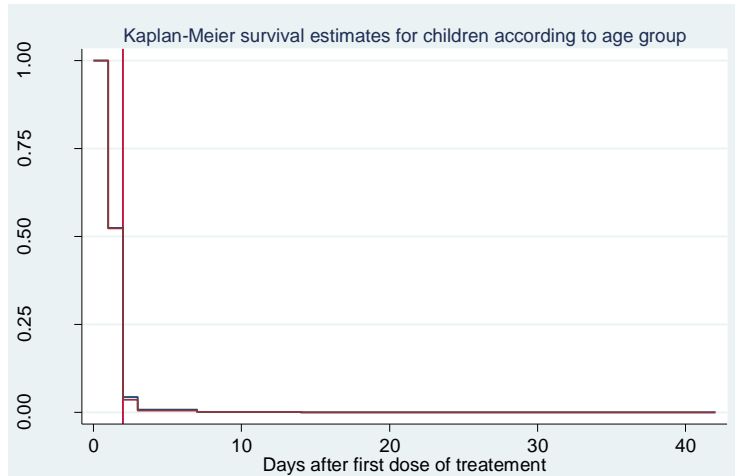 Kaplan-Meier survival estimates for children according to age group
1.00
0.75
0.50
0.25
0.00
0 10 20 30 40
Days after first dose of treatement